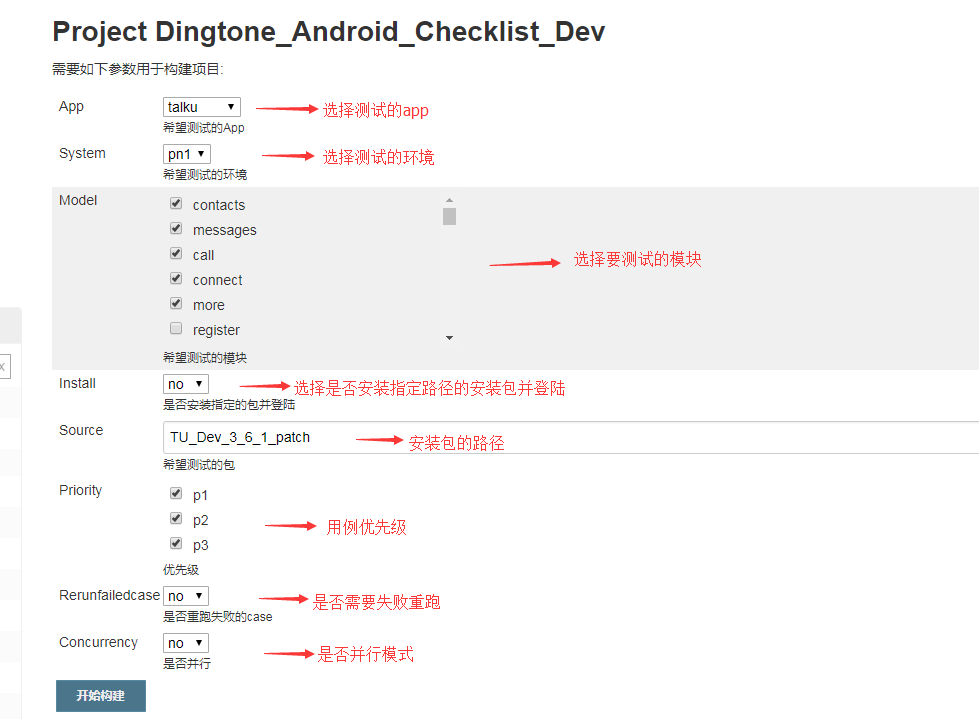 Project Dingtone_Android_Checklist_Dev
需要如下参数用于构建项目:
App talku 选择测试的app
希望测试的App
System pn1 选择测试的环境
希望测试的环境
Model contacts
messages
call 选择要测试的模块
connect
more
register
希望测试的模块
x
Install no 选择是否安装指定路径的安装包并登陆
是否安装指定的包并登陆
Source TU_Dev_3_6_1_patch 安装包的路径
希望测试的包
Priority p1
p2 用例优先级
p3
优先级
Rerunfailedcase no 是否需要失败重跑
是否重跑失败的case
Concurrency no 是否并行模式
是否并行
开始构建